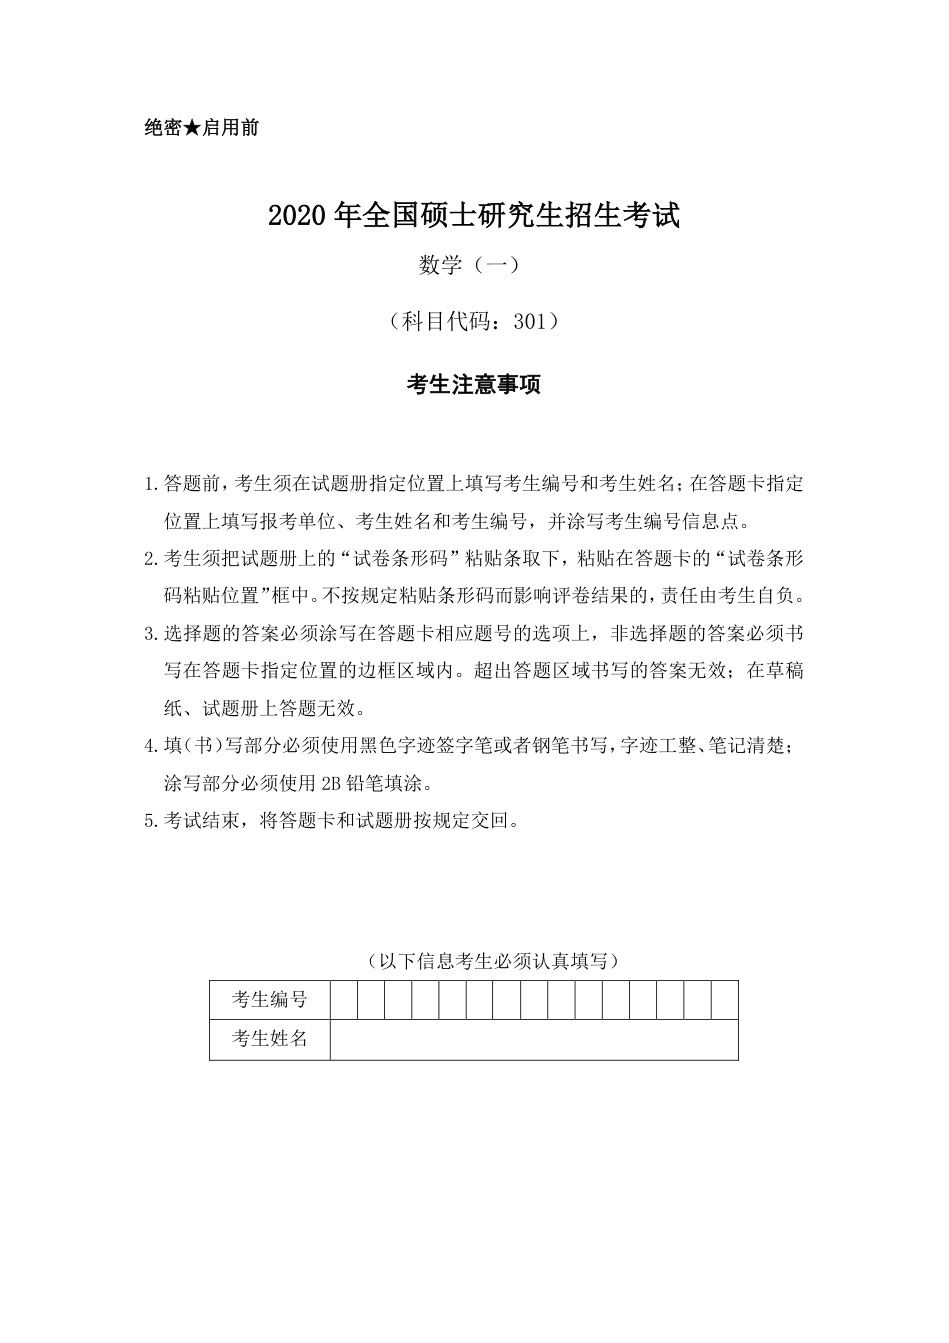 绝密★启用前
2020 年全国硕士研究生招生考试
数学（一）
（科目代码：301）
考生注意事项
1. 答题前，考生须在试题册指定位置上填写考生编号和考生姓名；在答题卡指定
位置上填写报考单位、考生姓名和考生编号，并涂写考生编号信息点。
2. 考生须把试题册上的“试卷条形码”粘贴条取下，粘贴在答题卡的“试卷条形
码粘贴位置”框中。不按规定粘贴条形码而影响评卷结果的，责任由考生自负。
3. 选择题的答案必须涂写在答题卡相应题号的选项上，非选择题的答案必须书
写在答题卡指定位置的边框区域内。超出答题区域书写的答案无效；在草稿
纸、试题册上答题无效。
4. 填（书）写部分必须使用黑色字迹签字笔或者钢笔书写，字迹工整、笔记清楚；
涂写部分必须使用 2B 铅笔填涂。
5. 考试结束，将答题卡和试题册按规定交回。
（以下信息考生必须认真填写）
考生编号
考生姓名